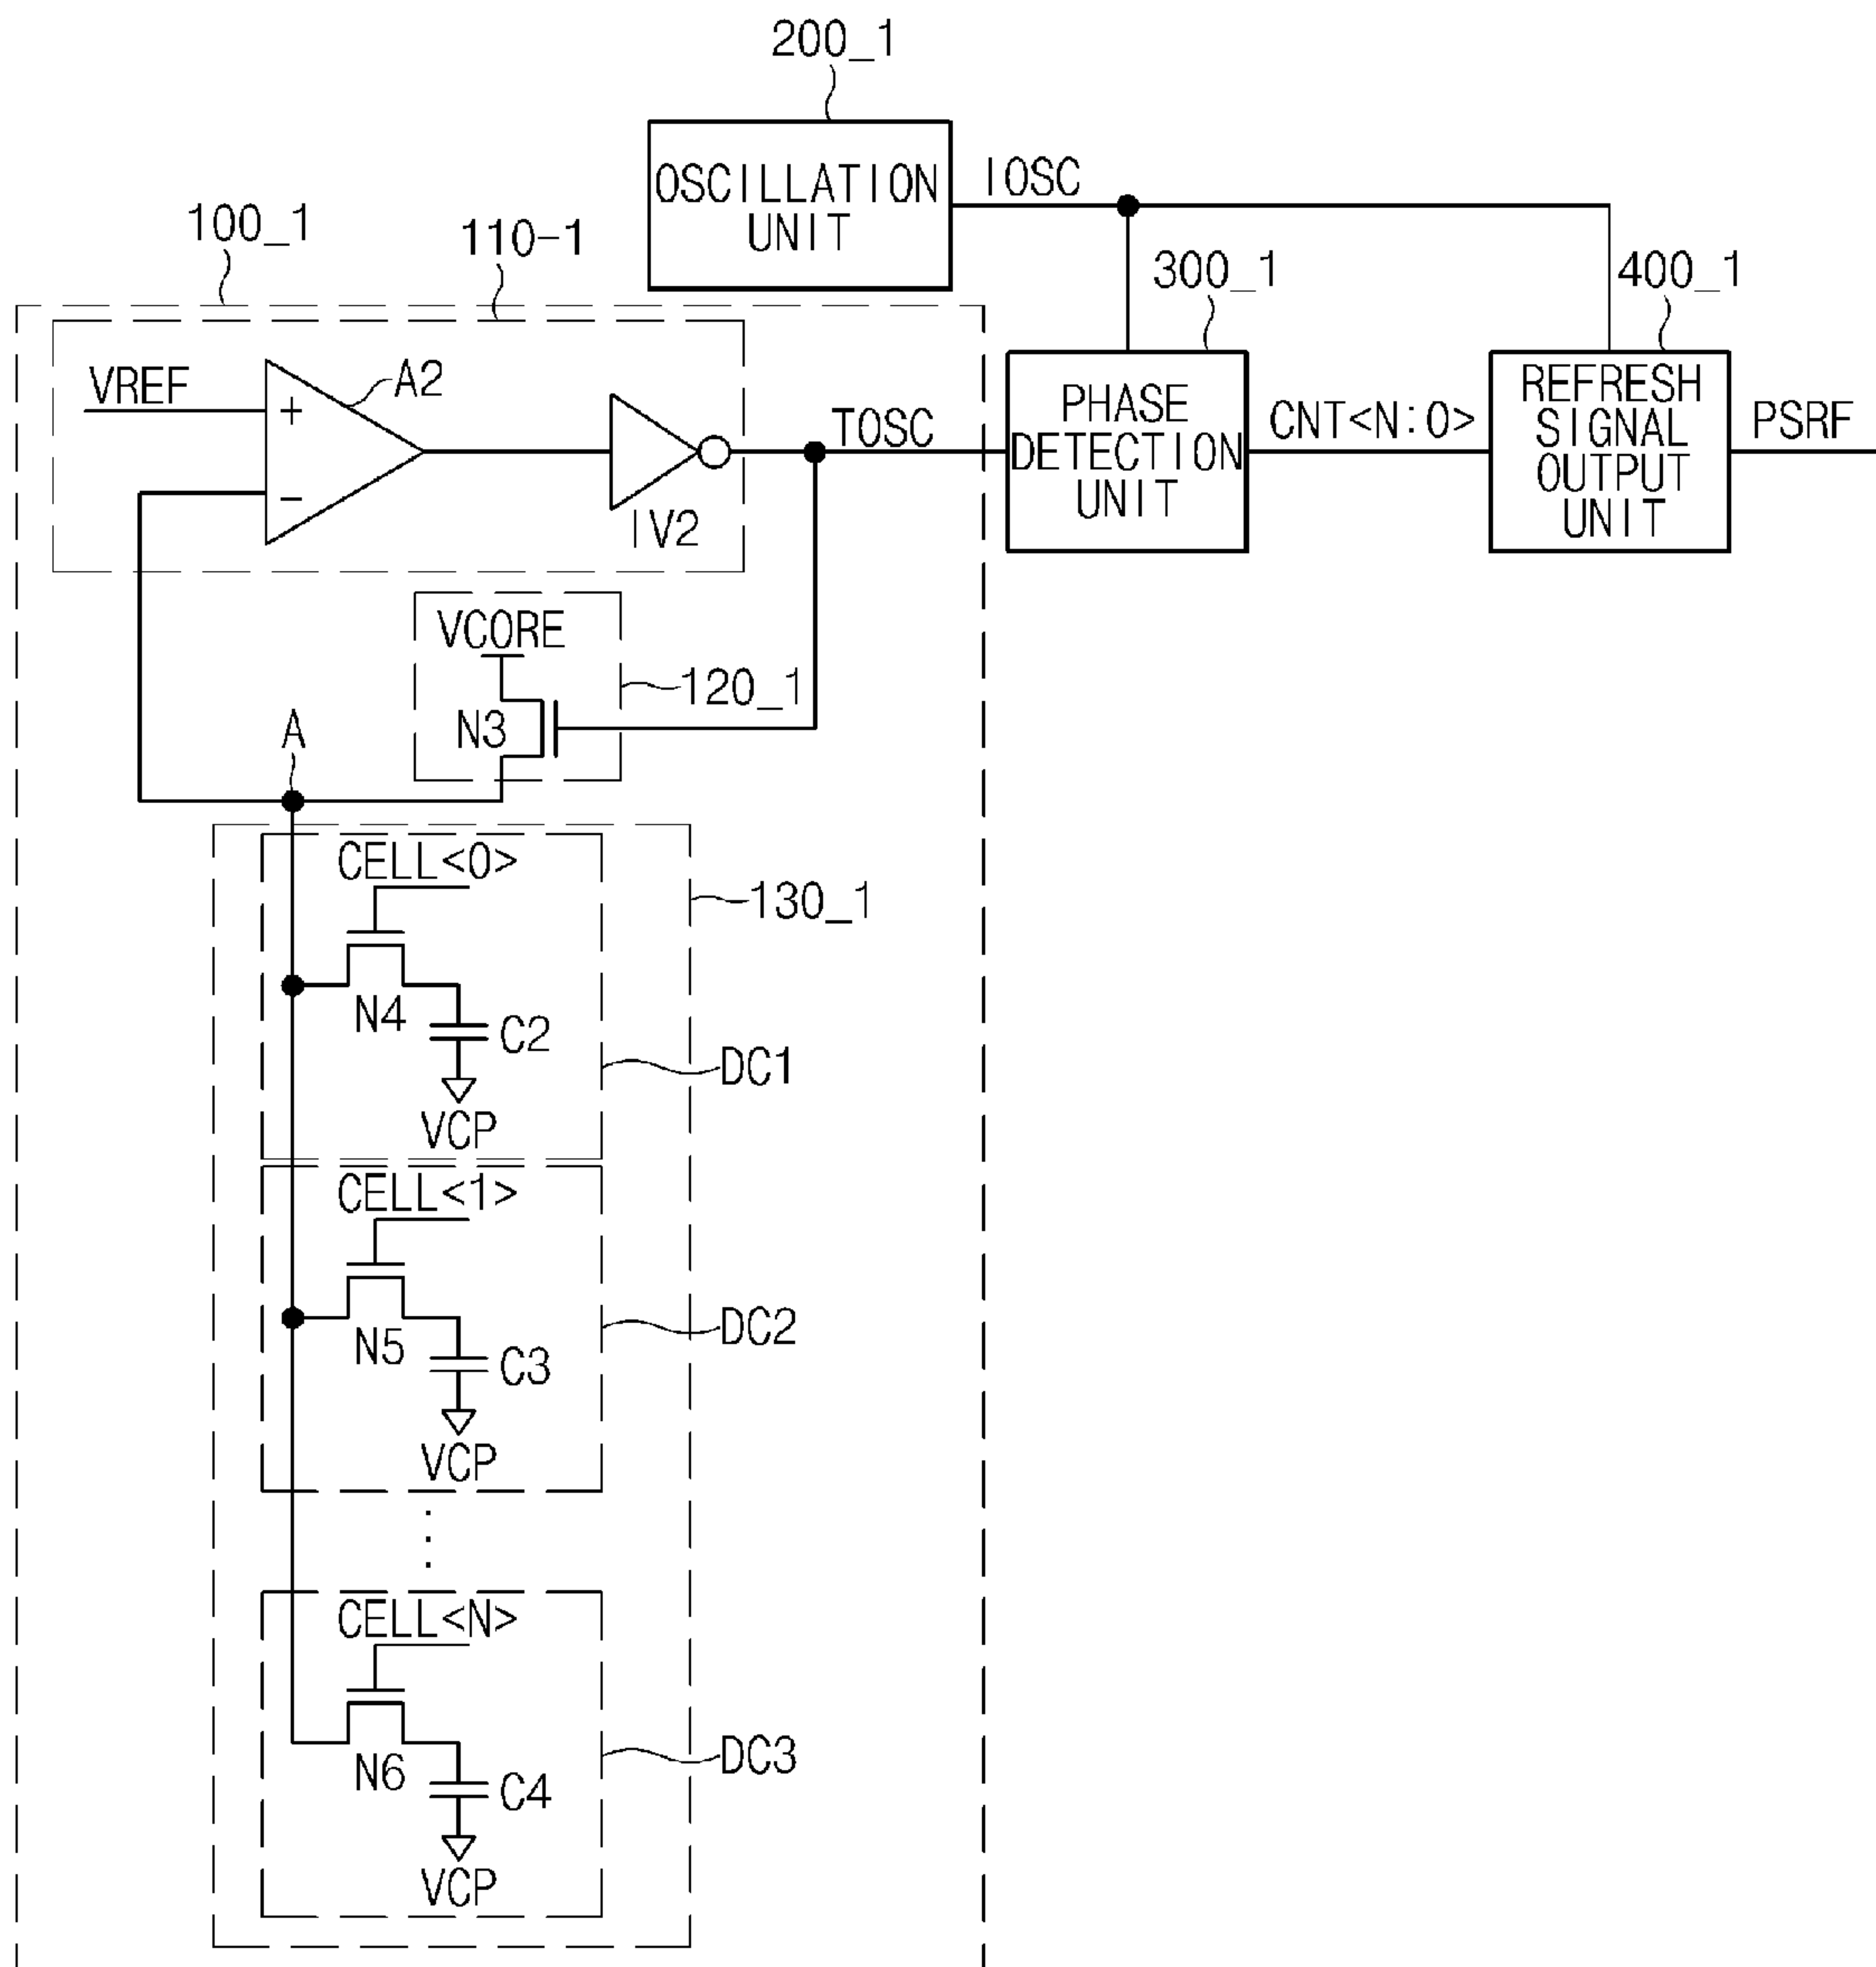 200_1
OSCILLATION
UNIT
IOSC
100_1
110-1
300_1
400_1
VREF
+
−
A2
IV2
TOSC
PHASE
DETECTION
UNIT
CNT<N:0>
REFRESH
SIGNAL
OUTPUT
UNIT
PSRF
VCORE
N3
120_1
A
CELL<0>
130_1
N4
C2
VCP
DC1
CELL<1>
N5
C3
VCP
DC2
CELL<N>
N6
C4
VCP
DC3